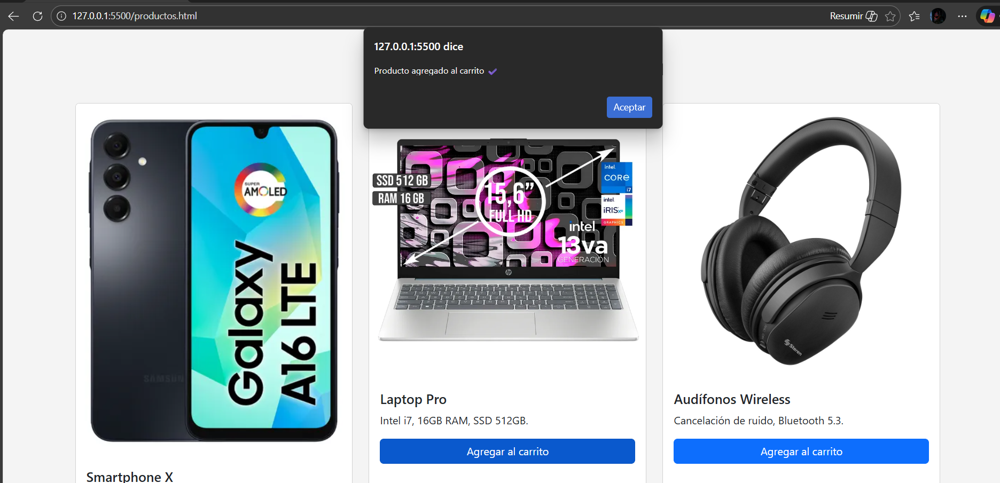 127.0.0.1:5500/productos.html
Resumir
127.0.0.1:5500 dice
Producto agregado al carrito ✔
Aceptar
SUPER
AMOLED
Galaxy
A16 LTE
SAMSUNG
SSD 512 GB
RAM 16 GB
15,6”
FULL HD
intel.
CORE
i7
intel.
iRISxe
GRAPHICS
intel
13va
GENERACIÓN
hp
Steren
Smartphone X
Laptop Pro
Intel i7, 16GB RAM, SSD 512GB.
Agregar al carrito
Audífonos Wireless
Cancelación de ruido, Bluetooth 5.3.
Agregar al carrito